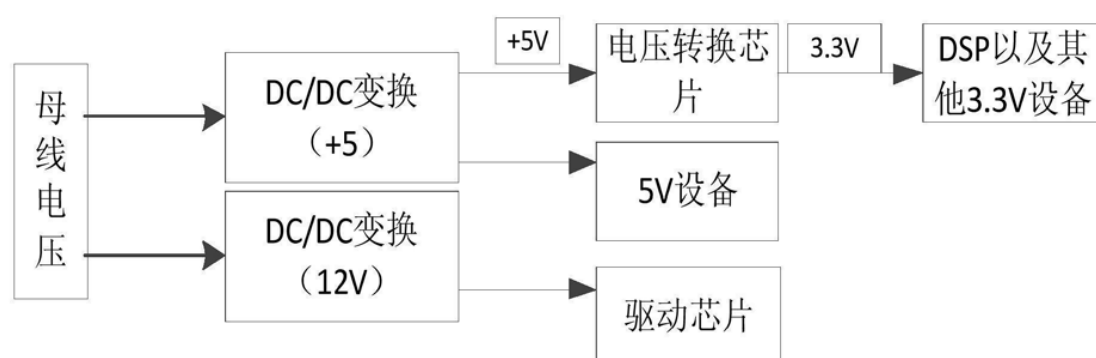 母
线
电
压
DC/DC变换
（+5）
DC/DC变换
（12V）
+5V
电压转换芯
片
3.3V
DSP以及其
他3.3V设备
5V设备
驱动芯片